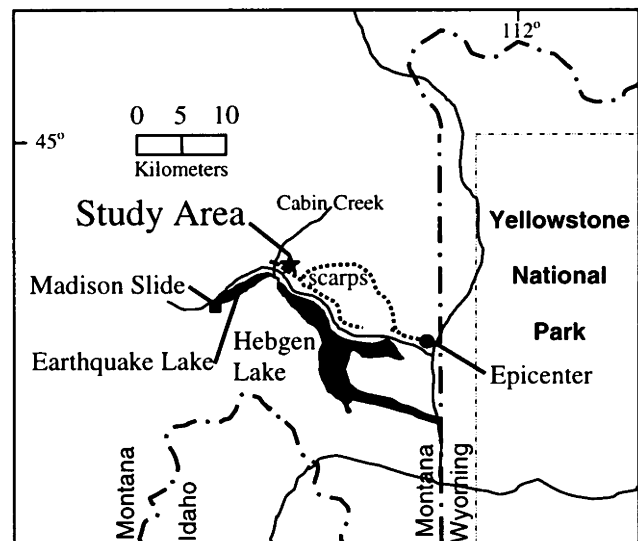 112°
0 5 10
Kilometers
45°
Cabin Creek
Study Area
Yellowstone
National
Park
scarps
Madison Slide
Earthquake Lake
Hebgen
Lake
Epicenter
Montana
Idaho
Montana
Wyoming